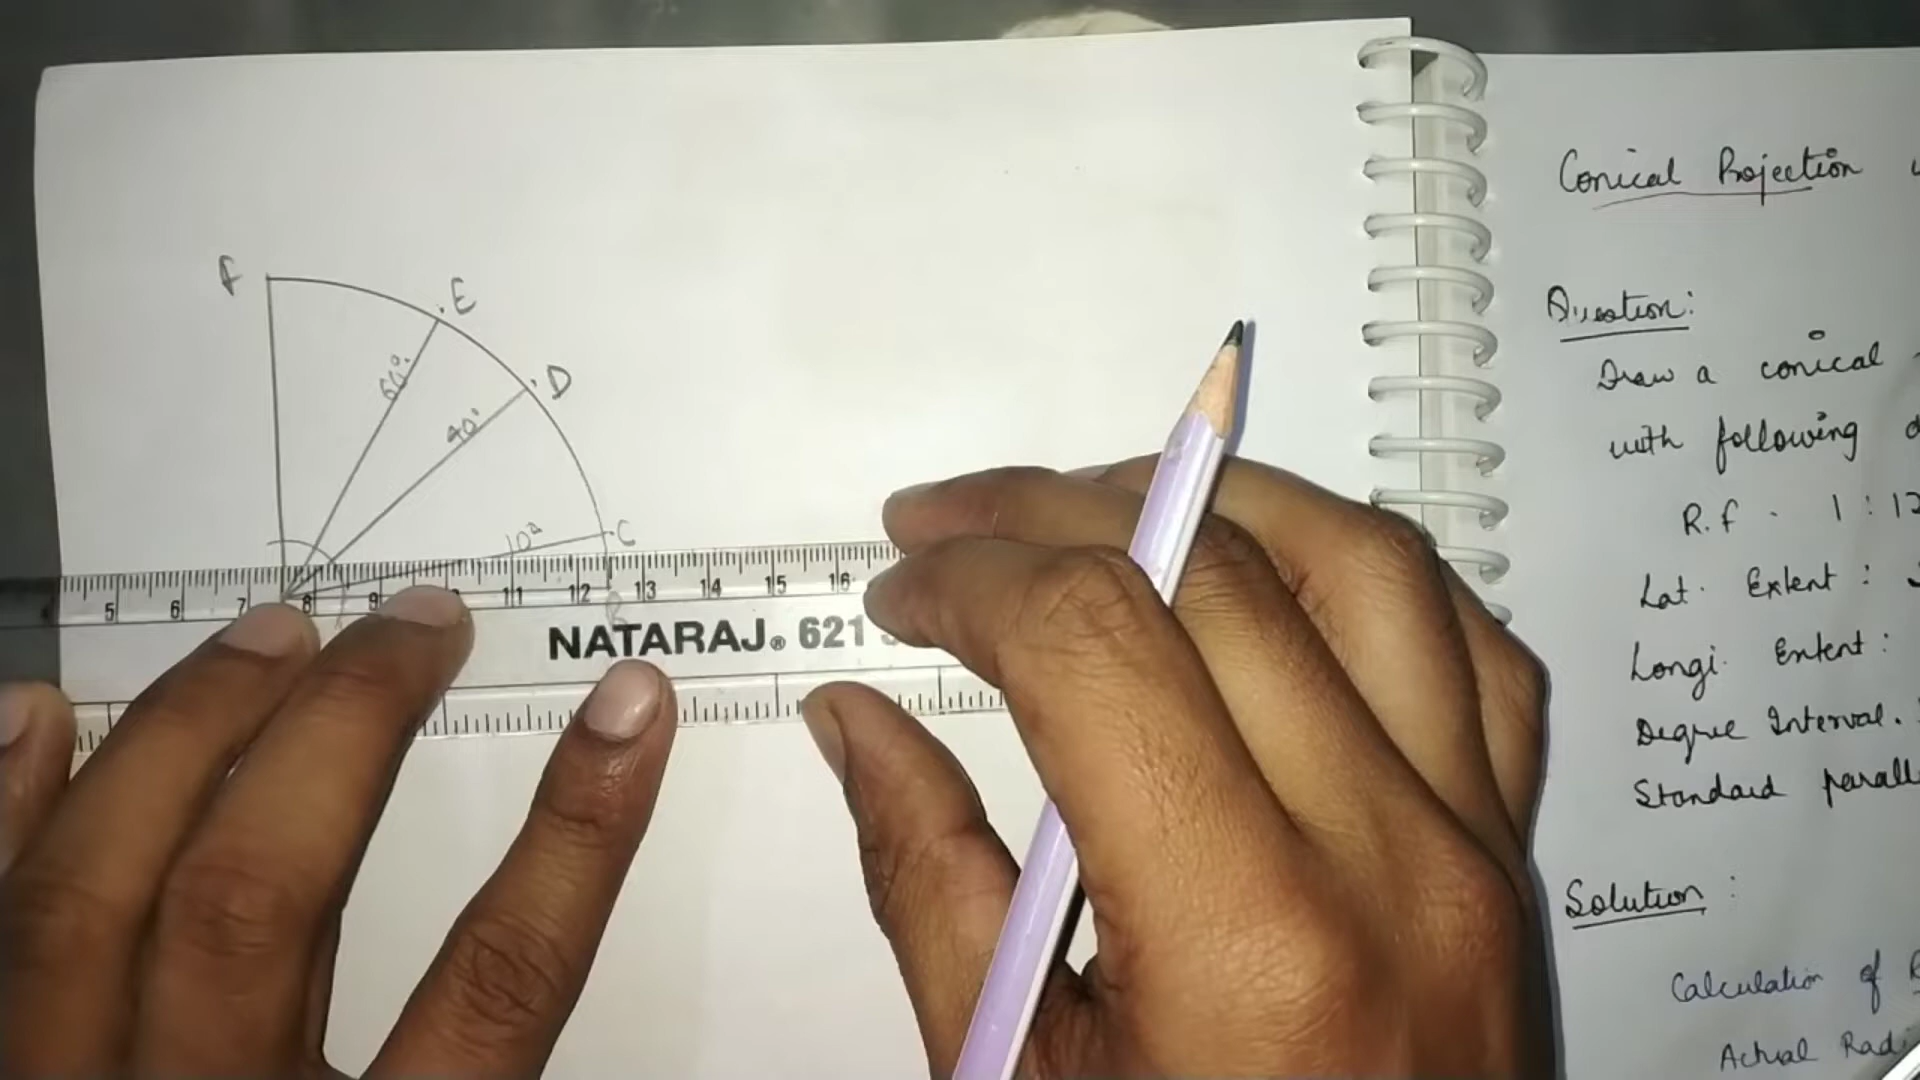 F
E
60°
D
40°
10°
C
5 6 7 8 9 11 12 13 14 15 16
B
NATARAJ® 621
Conical Projection
Question:
Draw a conical
with following
R.f. 1:12
Lat. Extent:
Longi. Extent:
Degree Interval.
Standard parall
Solution:
Calculation of R
Actual Radi